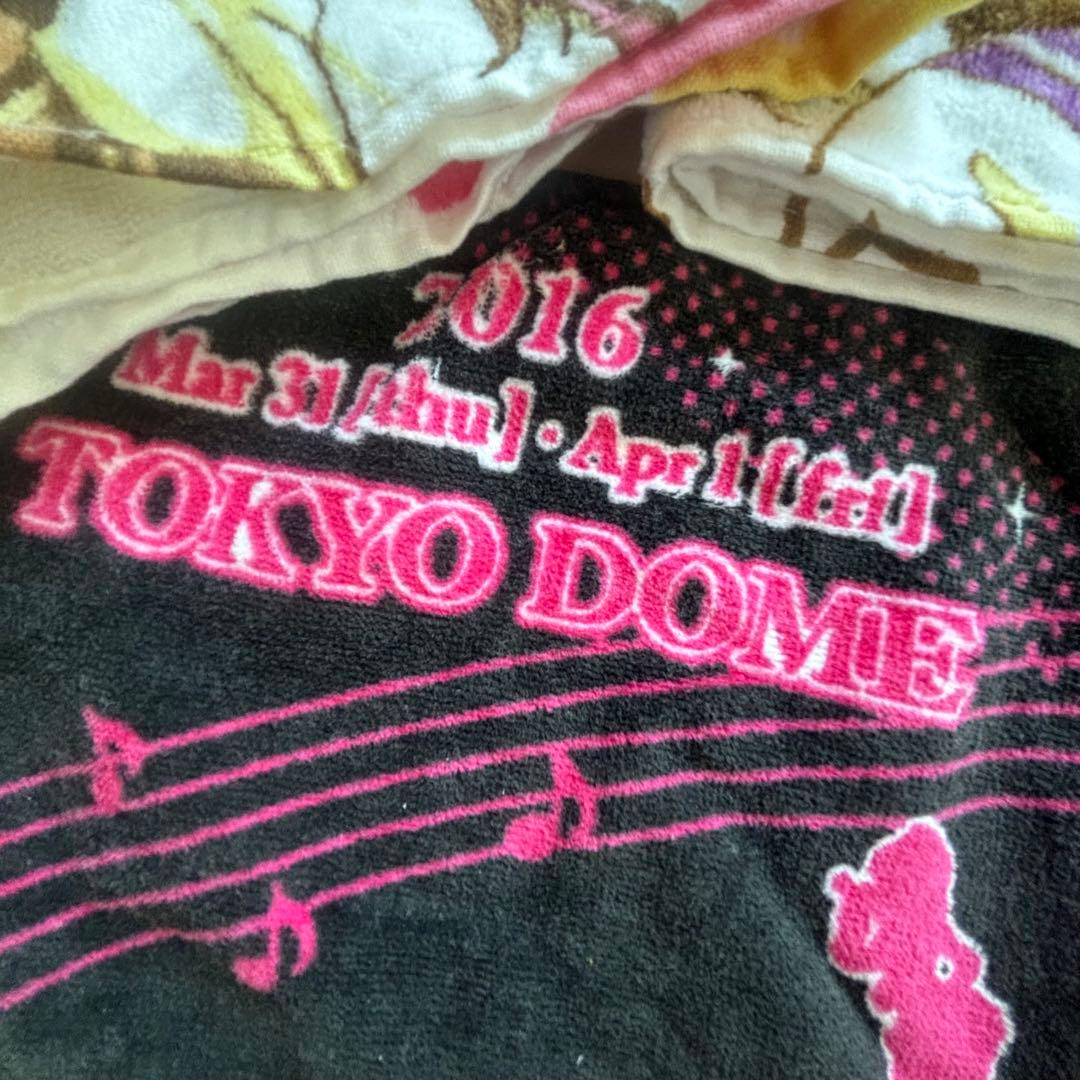 2016
Mar 31 [thu]・Apr 1 [fri]
TOKYO DOME